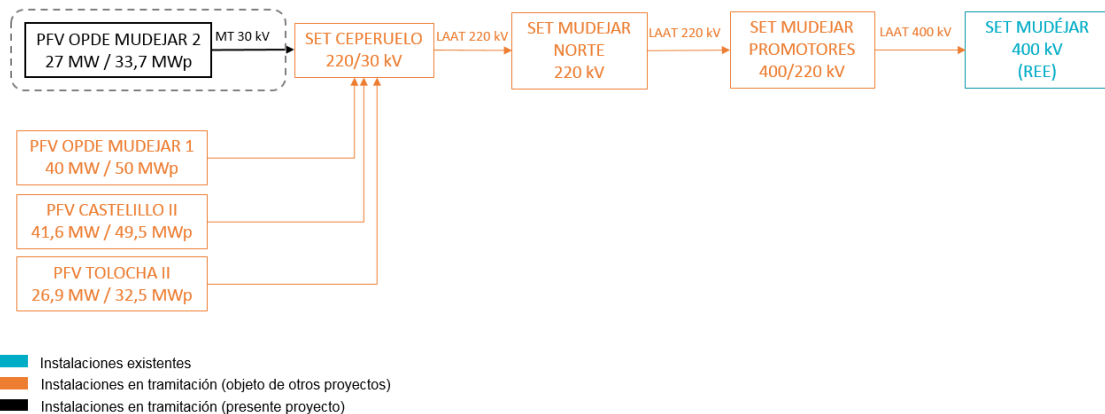 PFV OPDE MUDEJAR 2
27 MW / 33,7 MWp
MT 30 kV
SET CEPERUELO
220/30 kV
LAAT 220 kV
SET MUDEJAR
NORTE
220 kV
LAAT 220 kV
SET MUDEJAR
PROMOTORES
400/220 kV
LAAT 400 kV
SET MUDÉJAR
400 kV
(REE)
PFV OPDE MUDEJAR 1
40 MW / 50 MWp
PFV CASTELILLO II
41,6 MW / 49,5 MWp
PFV TOLOCHA II
26,9 MW / 32,5 MWp
Instalaciones existentes
Instalaciones en tramitación (objeto de otros proyectos)
Instalaciones en tramitación (presente proyecto)